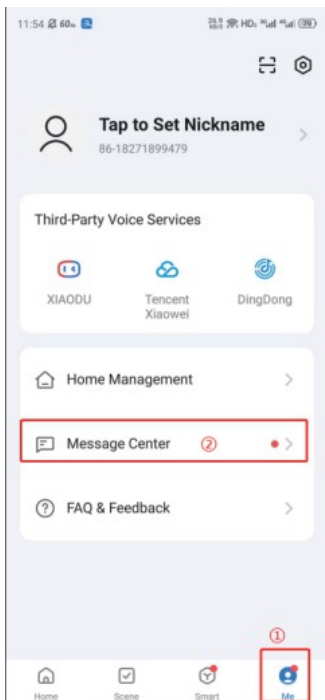 11:54
Tap to Set Nickname
86-18271899479
Third-Party Voice Services
XIAODU
Tencent
Xiaowei
DingDong
Home Management
Message Center ②
FAQ & Feedback
①
Home Scene Smart Me